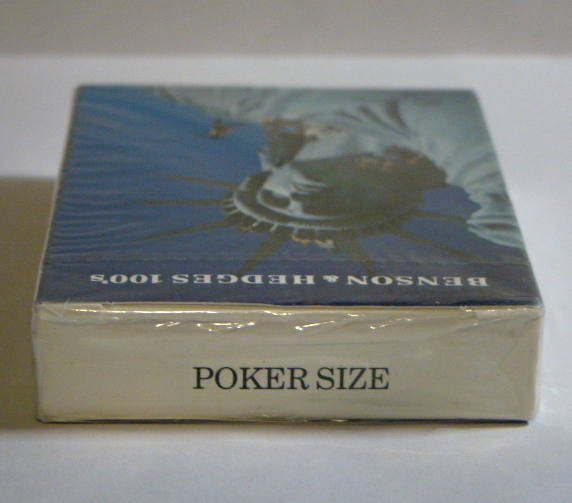 BENSON & HEDGES 100's
POKER SIZE